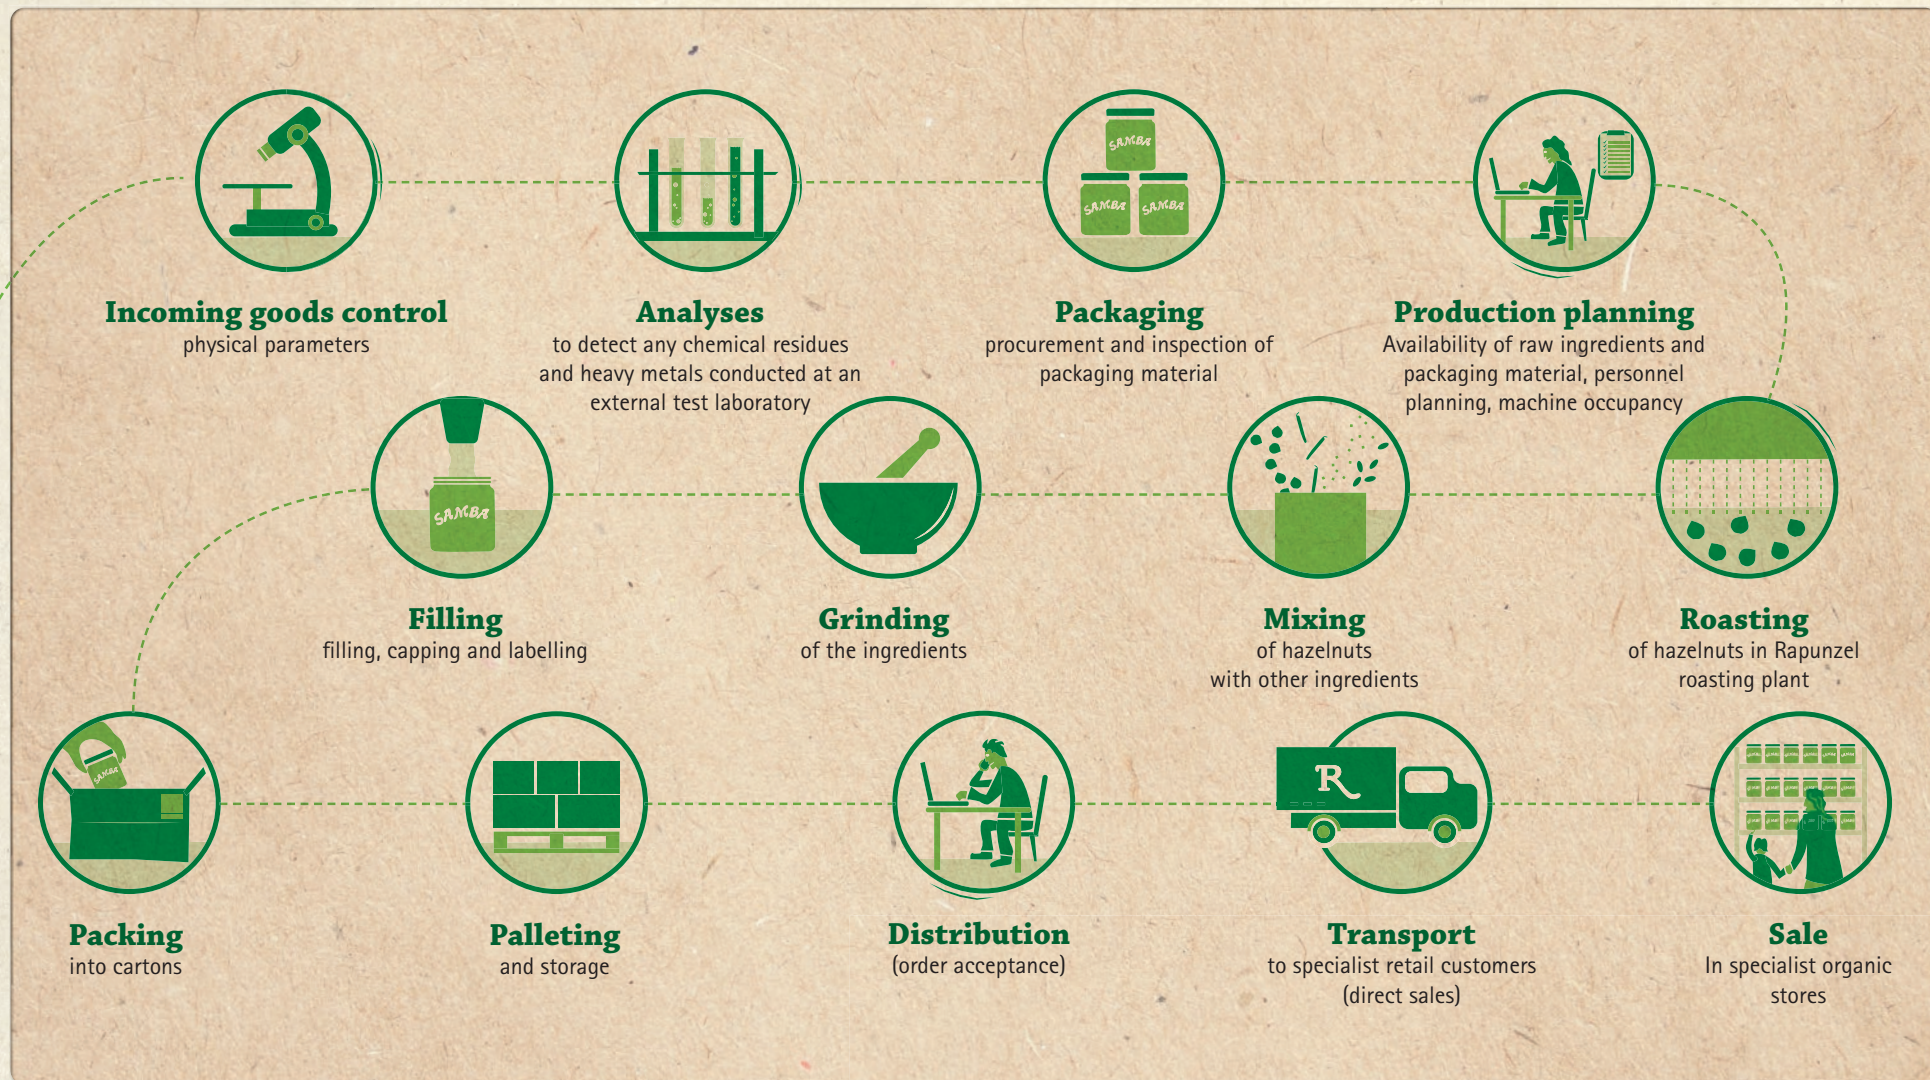 SAMBA
SAMBA SAMBA
Incoming goods control
physical parameters
Analyses
to detect any chemical residues
and heavy metals conducted at an
external test laboratory
Packaging
procurement and inspection of
packaging material
Production planning
Availability of raw ingredients and
packaging material, personnel
planning, machine occupancy
SAMBA
Filling
filling, capping and labelling
Grinding
of the ingredients
Mixing
of hazelnuts
with other ingredients
Roasting
of hazelnuts in Rapunzel
roasting plant
SAMBA
R
Packing
into cartons
Palleting
and storage
Distribution
(order acceptance)
Transport
to specialist retail customers
(direct sales)
Sale
In specialist organic
stores